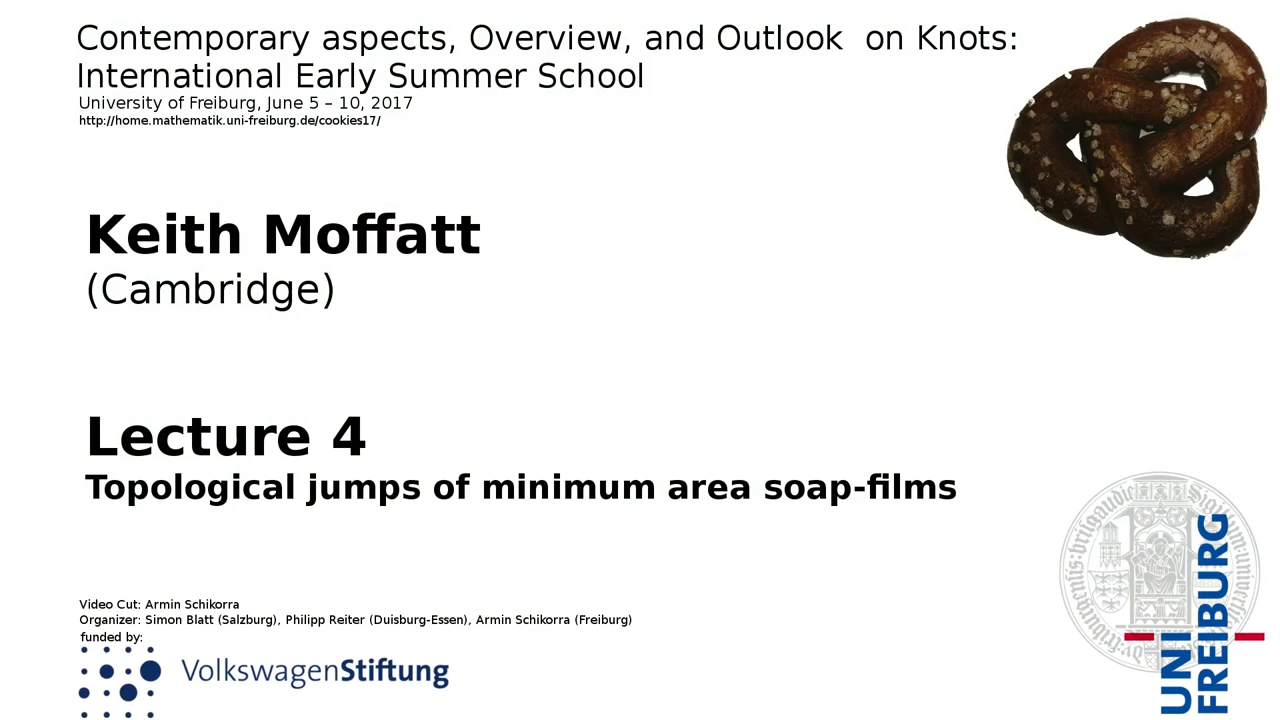 Contemporary aspects, Overview, and Outlook on Knots:
International Early Summer School
University of Freiburg, June 5 – 10, 2017
http://home.mathematik.uni-freiburg.de/cookies17/
Keith Moffatt
(Cambridge)
Lecture 4
Topological jumps of minimum area soap-films
Video Cut: Armin Schikorra
Organizer: Simon Blatt (Salzburg), Philipp Reiter (Duisburg-Essen), Armin Schikorra (Freiburg)
funded by:
VolkswagenStiftung
UNI
FREIBURG